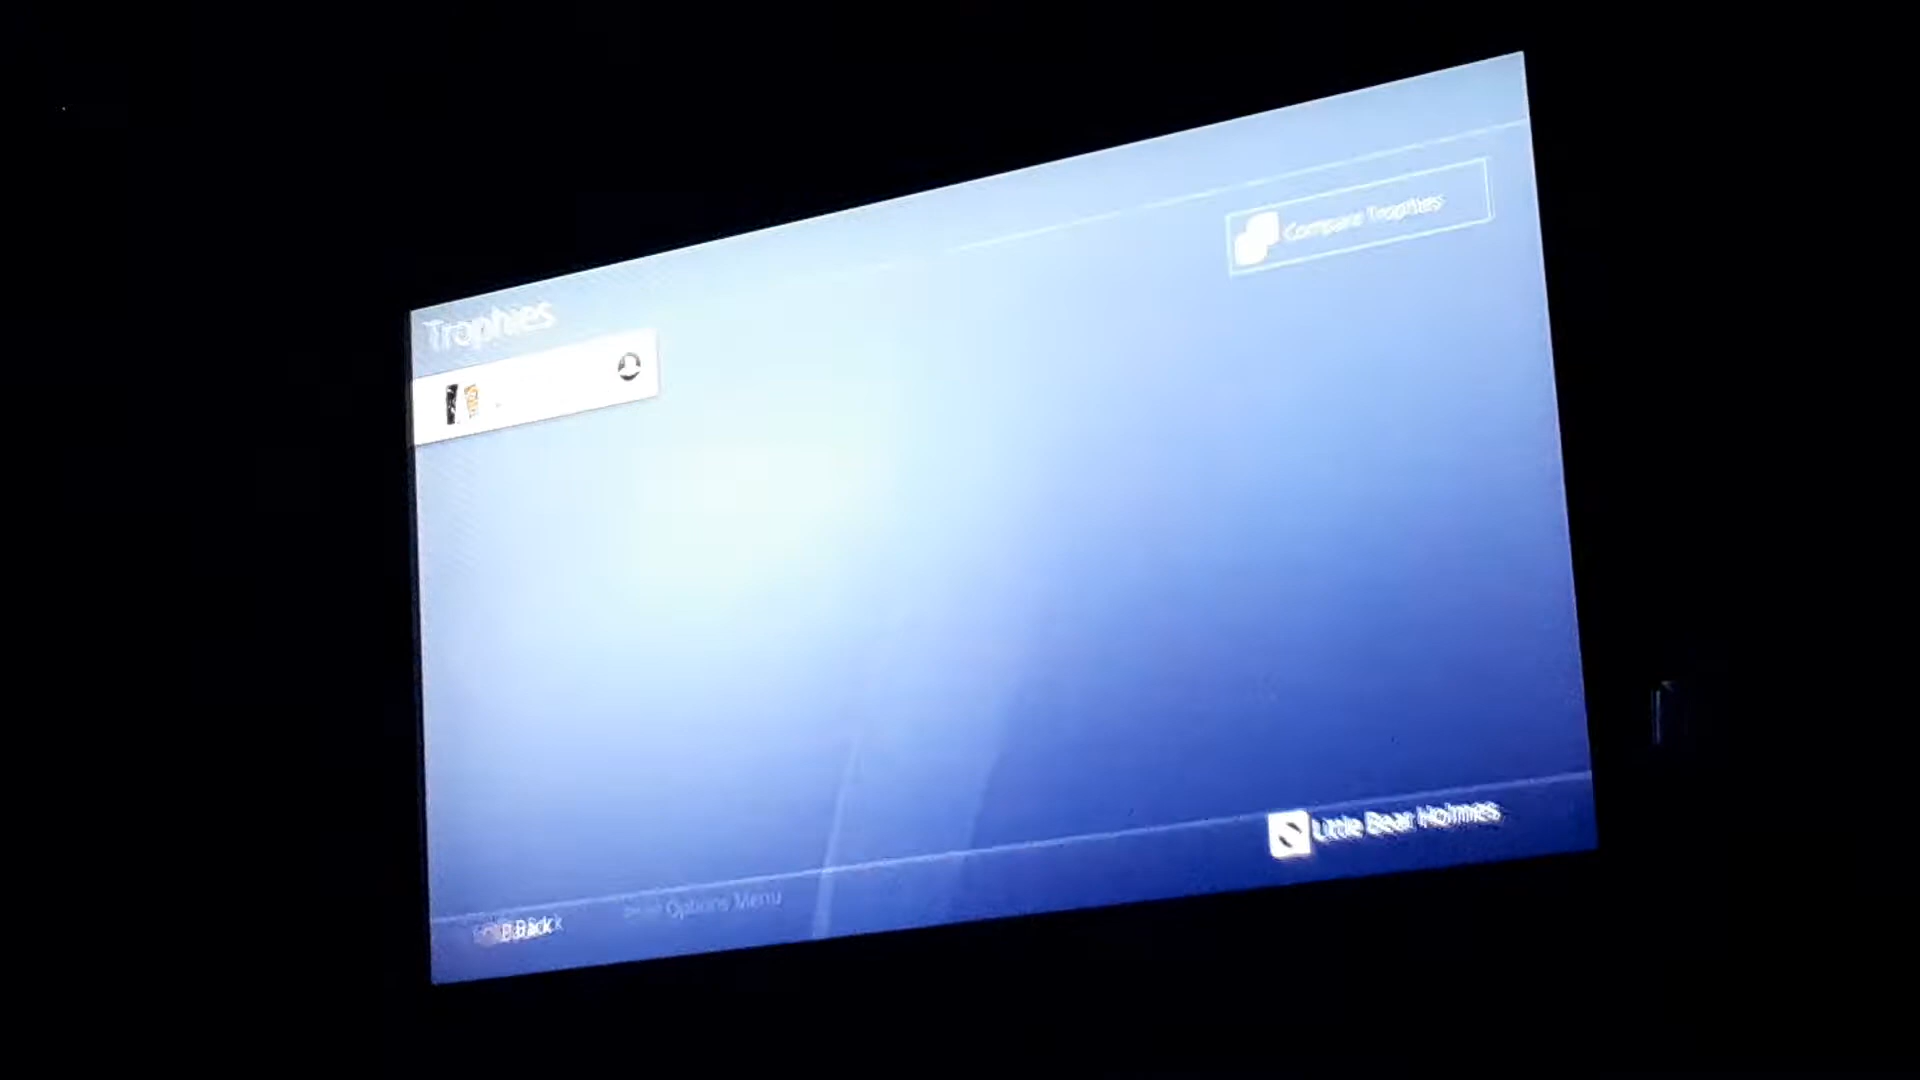 Trophies
Compare Trophies
Little Bear Holmes
Back
Options Menu